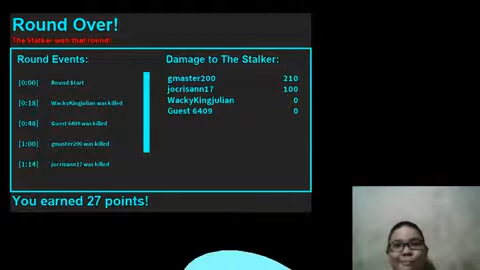 Round Over!
The Stalker won that round!
Round Events:
[0:00] Round Start
[0:18] WackyKingjulian was killed
[0:48] Guest 6409 was killed
[1:00] gmaster200 was killed
[1:14] jocrisann17 was killed
Damage to The Stalker:
gmaster200 210
jocrisann17 100
WackyKingjulian 0
Guest 6409 0
You earned 27 points!